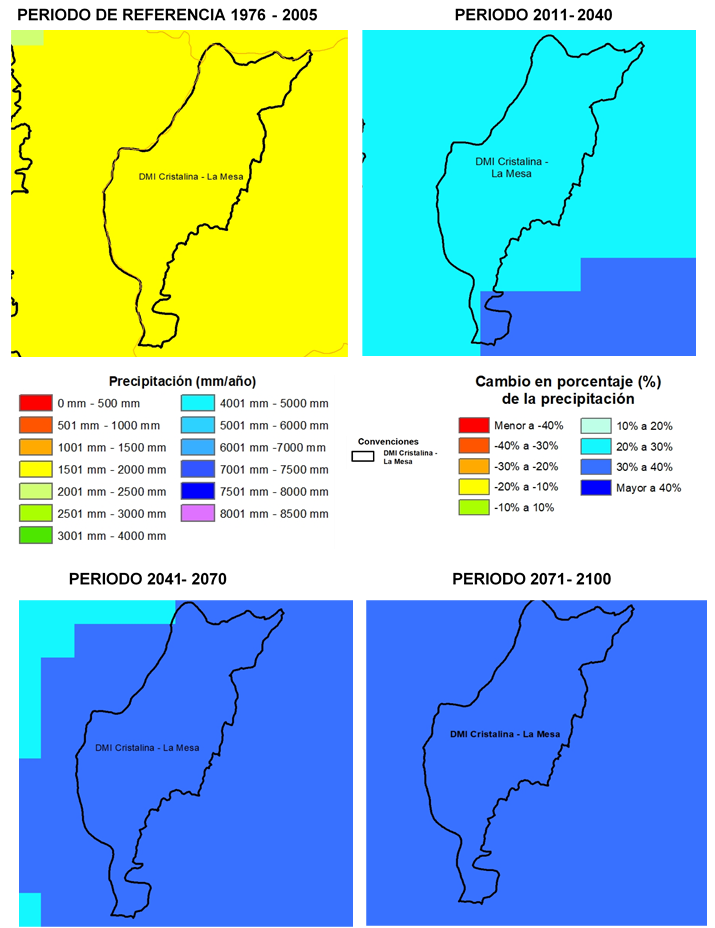 PERIODO DE REFERENCIA 1976 - 2005
PERIODO 2011- 2040
DMI Cristalina - La Mesa
DMI Cristalina -
La Mesa
Precipitación (mm/año)
0 mm - 500 mm
501 mm - 1000 mm
1001 mm - 1500 mm
1501 mm - 2000 mm
2001 mm - 2500 mm
2501 mm - 3000 mm
3001 mm - 4000 mm
4001 mm - 5000 mm
5001 mm - 6000 mm
6001 mm -7000 mm
7001 mm - 7500 mm
7501 mm - 8000 mm
8001 mm - 8500 mm
Convenciones
DMI Cristalina -
La Mesa
Cambio en porcentaje (%)
de la precipitación
Menor a -40%
-40% a -30%
-30% a -20%
-20% a -10%
-10% a 10%
10% a 20%
20% a 30%
30% a 40%
Mayor a 40%
PERIODO 2041- 2070
PERIODO 2071- 2100
DMI Cristalina - La Mesa
DMI Cristalina - La Mesa